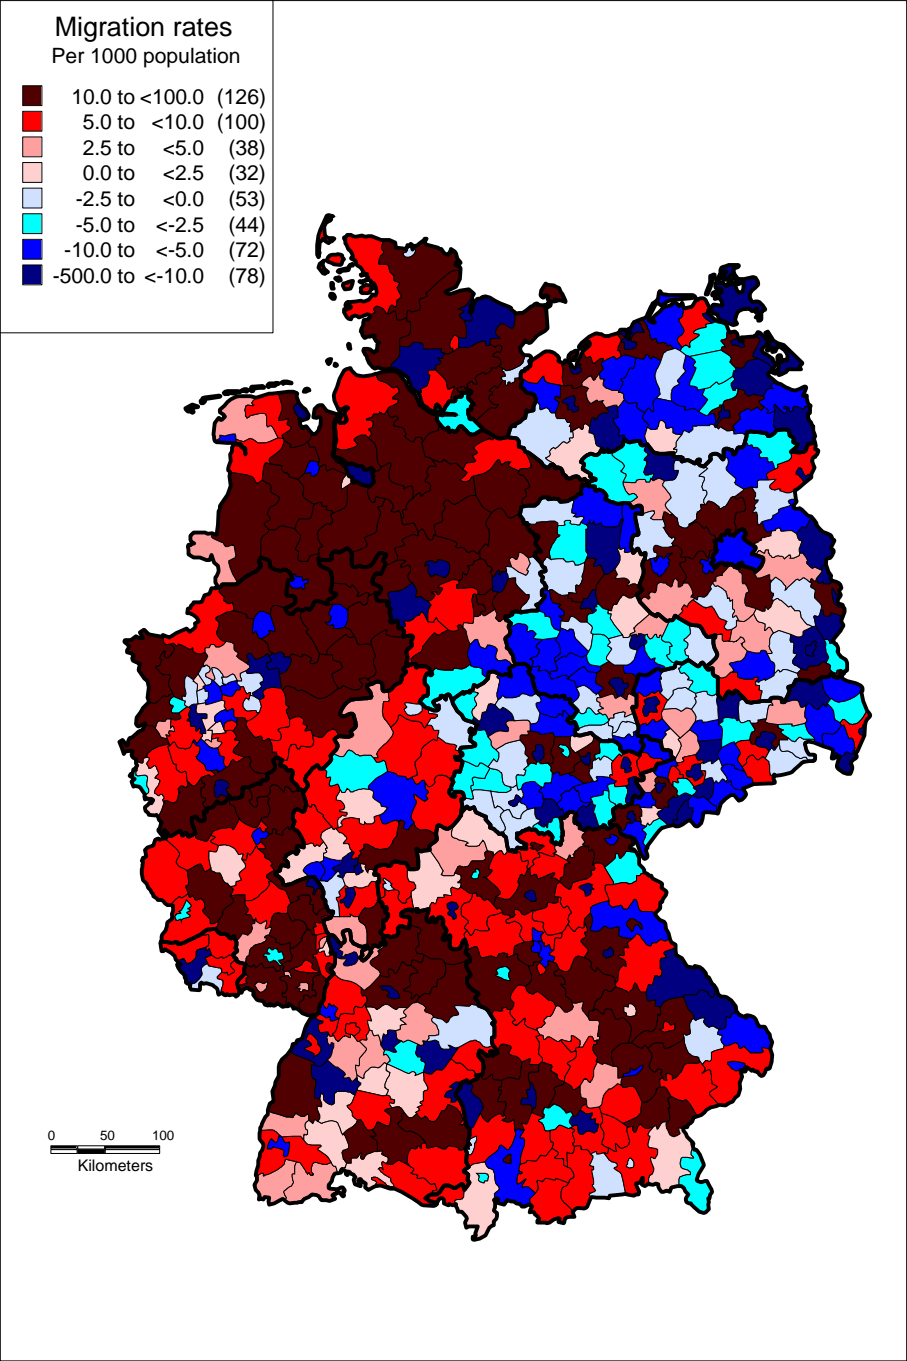 Migration rates
Per 1000 population
10.0 to <100.0 (126)
5.0 to <10.0 (100)
2.5 to <5.0 (38)
0.0 to <2.5 (32)
-2.5 to <0.0 (53)
-5.0 to <-2.5 (44)
-10.0 to <-5.0 (72)
-500.0 to <-10.0 (78)
0 50 100
Kilometers